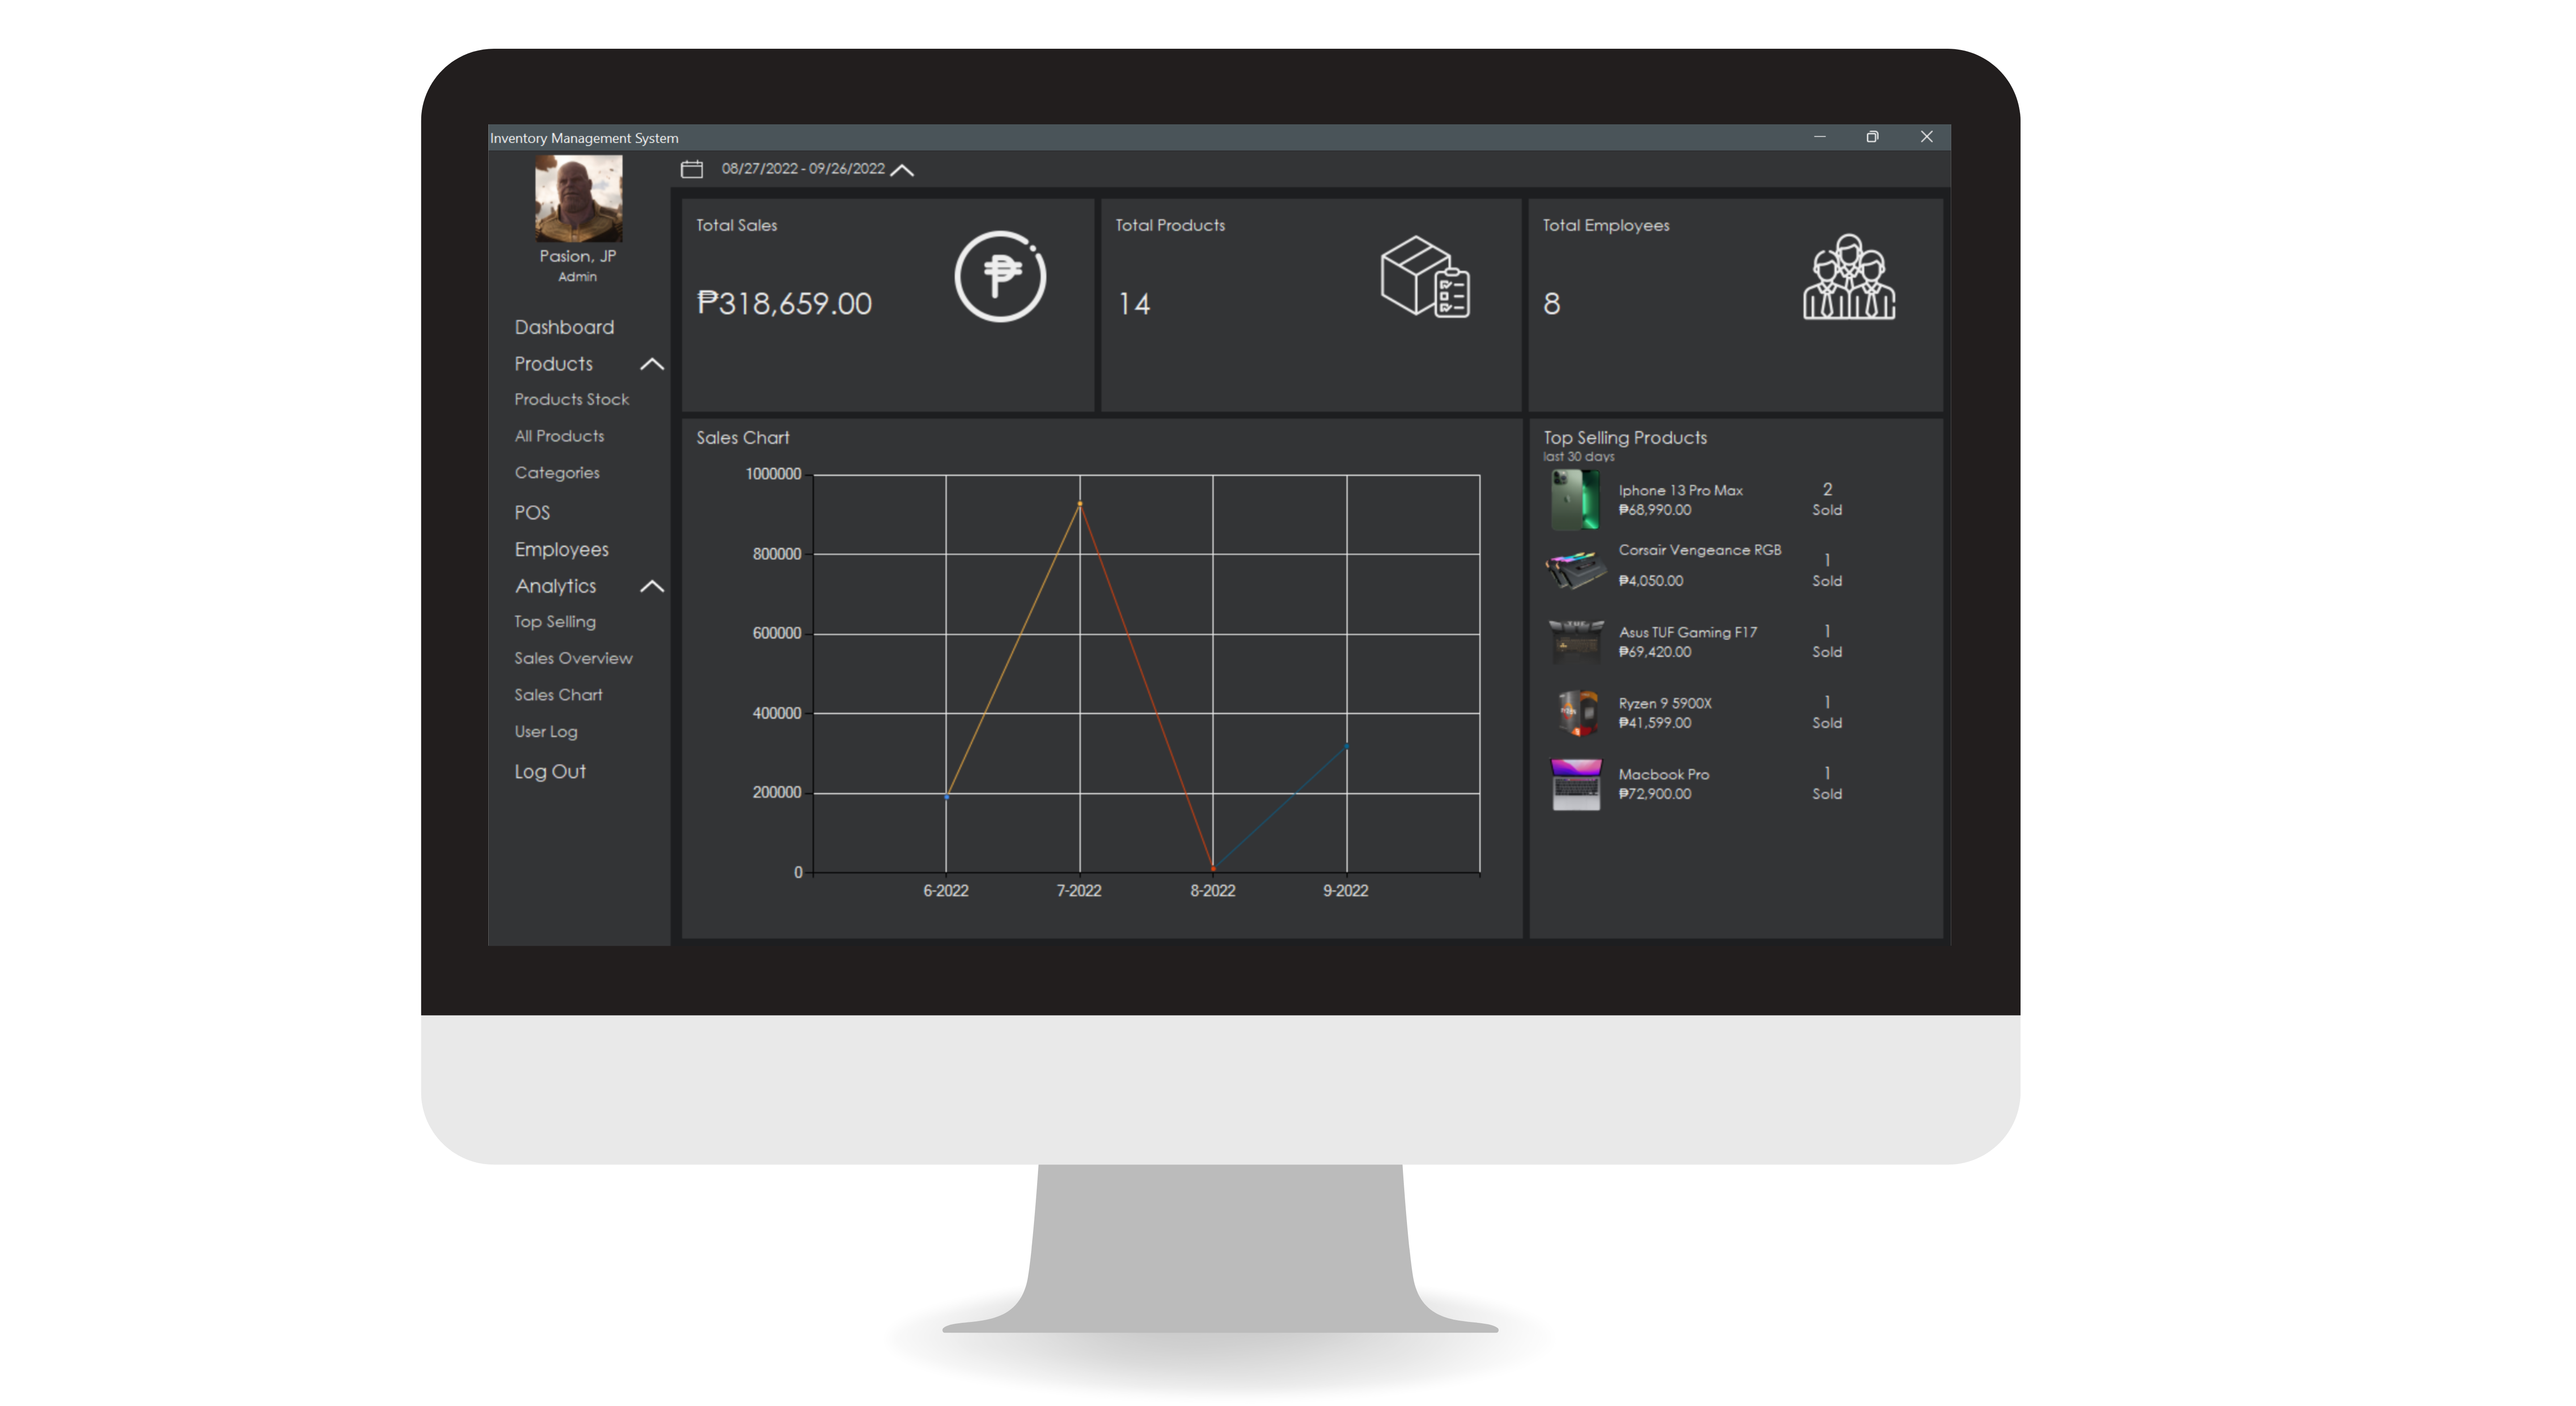 Inventory Management System
Pasion, JP
Admin
Dashboard
Products
Products Stock
All Products
Categories
POS
Employees
Analytics
Top Selling
Sales Overview
Sales Chart
User Log
Log Out
08/27/2022 - 09/26/2022
Total Sales
₱318,659.00
Total Products
14
Total Employees
8
Sales Chart
1000000
800000
600000
400000
200000
0
6-2022 7-2022 8-2022 9-2022
Top Selling Products
last 30 days
Iphone 13 Pro Max 2
₱68,990.00 Sold
Corsair Vengeance RGB 1
₱4,050.00 Sold
Asus TUF Gaming F17 1
₱69,420.00 Sold
Ryzen 9 5900X 1
₱41,599.00 Sold
Macbook Pro 1
₱72,900.00 Sold